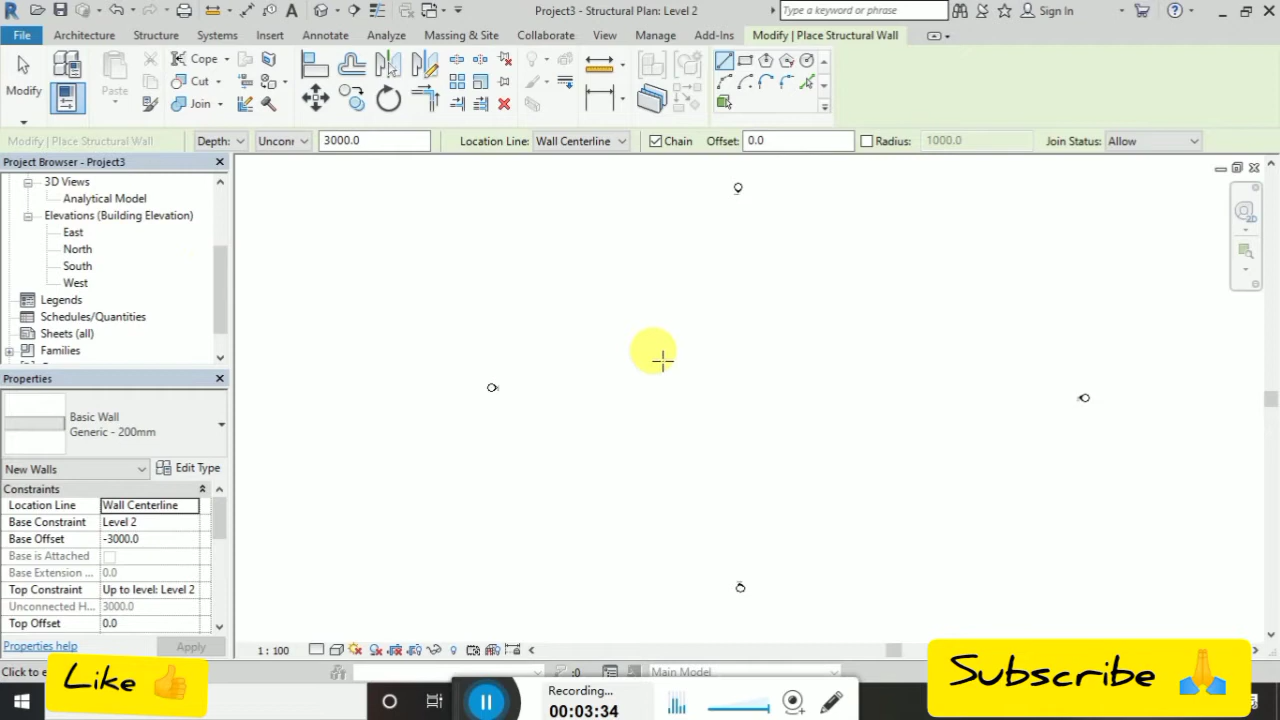 Project3 - Structural Plan: Level 2
Type a keyword or phrase
Sign In
File
Architecture
Structure
Systems
Insert
Annotate
Analyze
Massing & Site
Collaborate
View
Manage
Add-Ins
Modify | Place Structural Wall
Modify
Paste
Cope
Cut
Join
Modify | Place Structural Wall
Depth:
Uncon
3000.0
Location Line:
Wall Centerline
Chain
Offset:
0.0
Radius:
1000.0
Join Status:
Allow
Project Browser - Project3
3D Views
Analytical Model
Elevations (Building Elevation)
East
North
South
West
Legends
Schedules/Quantities
Sheets (all)
Families
Properties
Basic Wall
Generic - 200mm
New Walls
Edit Type
Constraints
Location Line Wall Centerline
Base Constraint Level 2
Base Offset -3000.0
Base is Attached
Base Extension ... 0.0
Top Constraint Up to level: Level 2
Unconnected H... 3000.0
Top Offset 0.0
Properties help
Apply
1 : 100
2D
Click to e
:0
Main Model
Like
Recording...
00:03:34
Subscribe